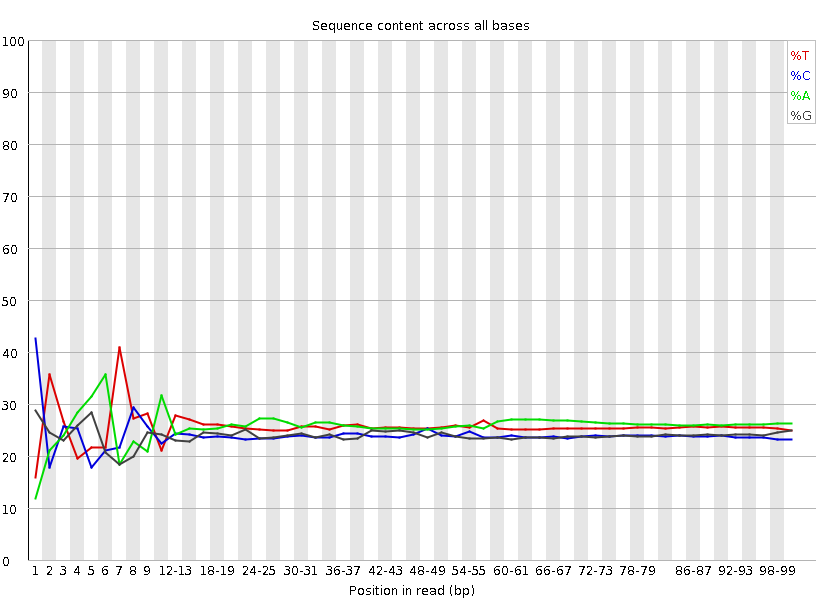 Sequence content across all bases
100
90
80
70
60
50
40
30
20
10
0
%T
%C
%A
%G
1 2 3 4 5 6 7 8 9 12-13 18-19 24-25 30-31 36-37 42-43 48-49 54-55 60-61 66-67 72-73 78-79 86-87 92-93 98-99
Position in read (bp)